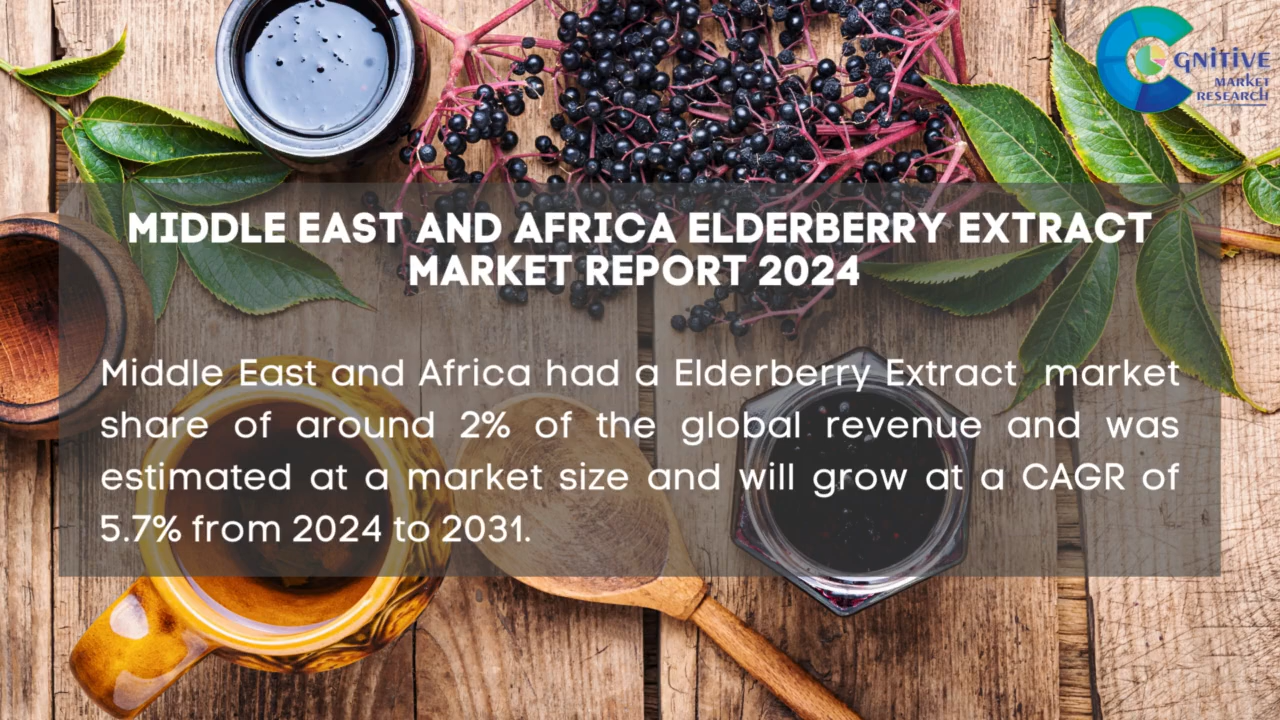 GNITIVE
MARKET
RESEARCH
MIDDLE EAST AND AFRICA ELDERBERRY EXTRACT
MARKET REPORT 2024
Middle East and Africa had a Elderberry Extract market
share of around 2% of the global revenue and was
estimated at a market size and will grow at a CAGR of
5.7% from 2024 to 2031.